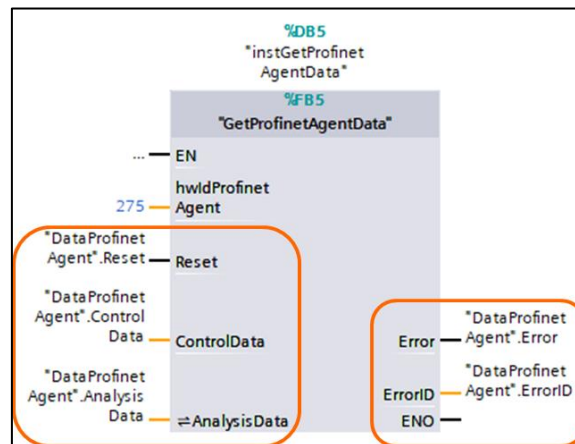 %DB5
"instGetProfinet
AgentData"
%FB5
"GetProfinetAgentData"
... EN
hwIdProfinet
275 Agent
"DataProfinet
Agent".Reset Reset
"DataProfinet
Agent".Control
Data ControlData
"DataProfinet
Agent".Analysis
Data ⇌AnalysisData
"DataProfinet
Error Agent".Error
"DataProfinet
ErrorID Agent".ErrorID
ENO